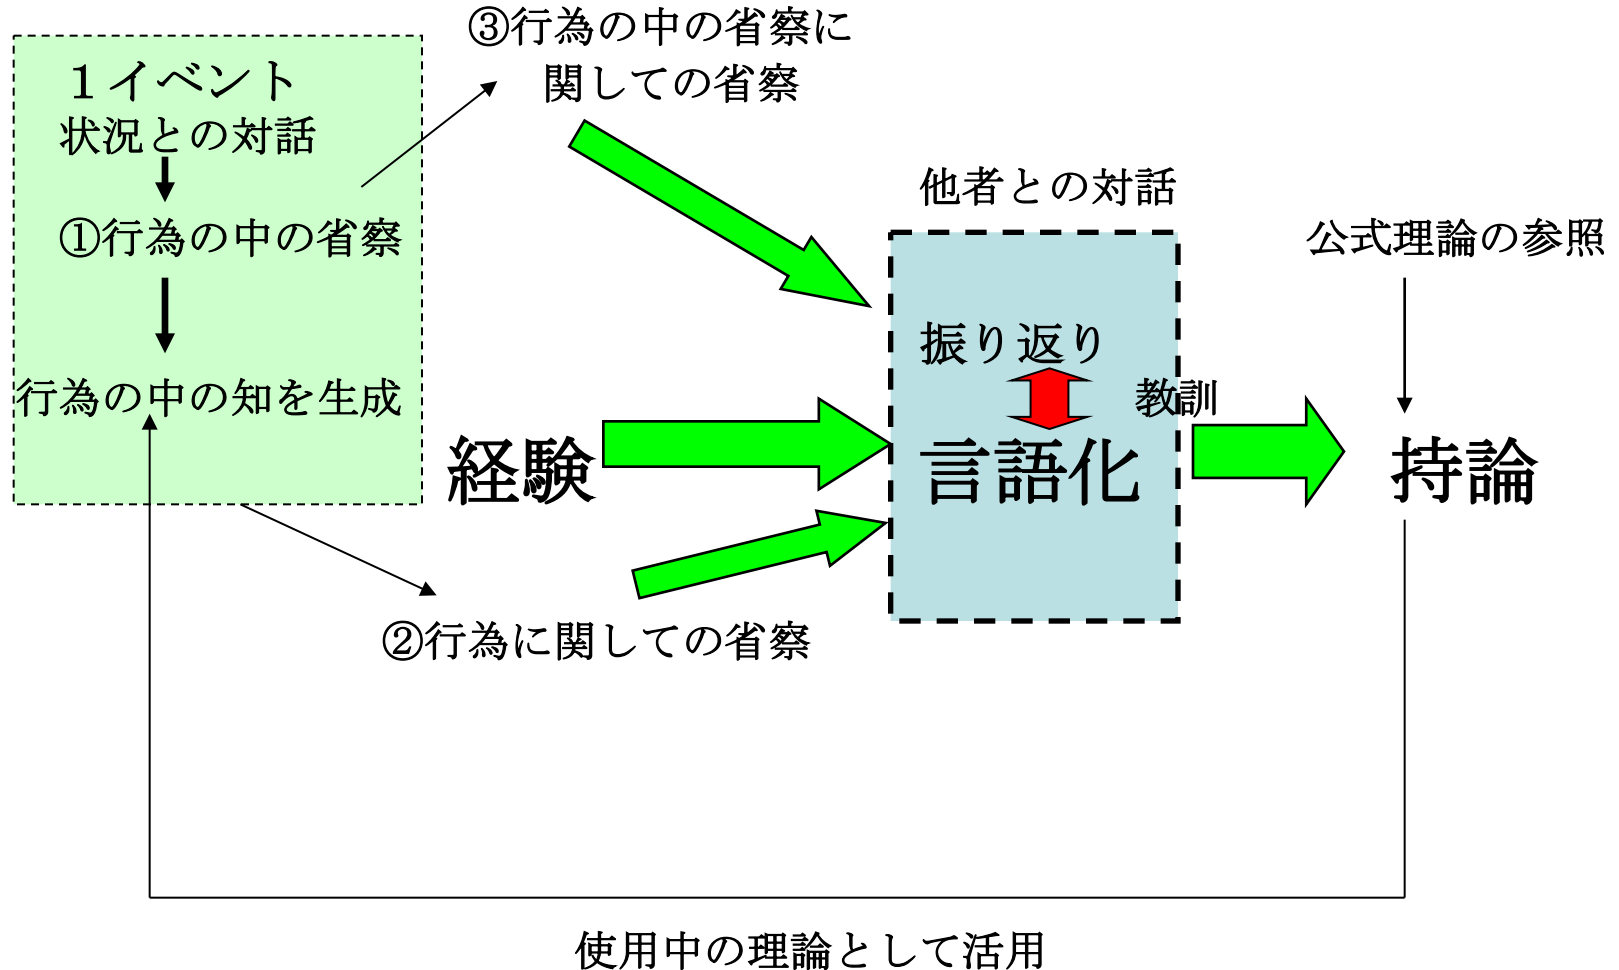 ③行為の中の省察に
関しての省察
１イベント
状況との対話
①行為の中の省察
行為の中の知を生成
経験
②行為に関しての省察
他者との対話
振り返り
言語化
教訓
公式理論の参照
持論
使用中の理論として活用